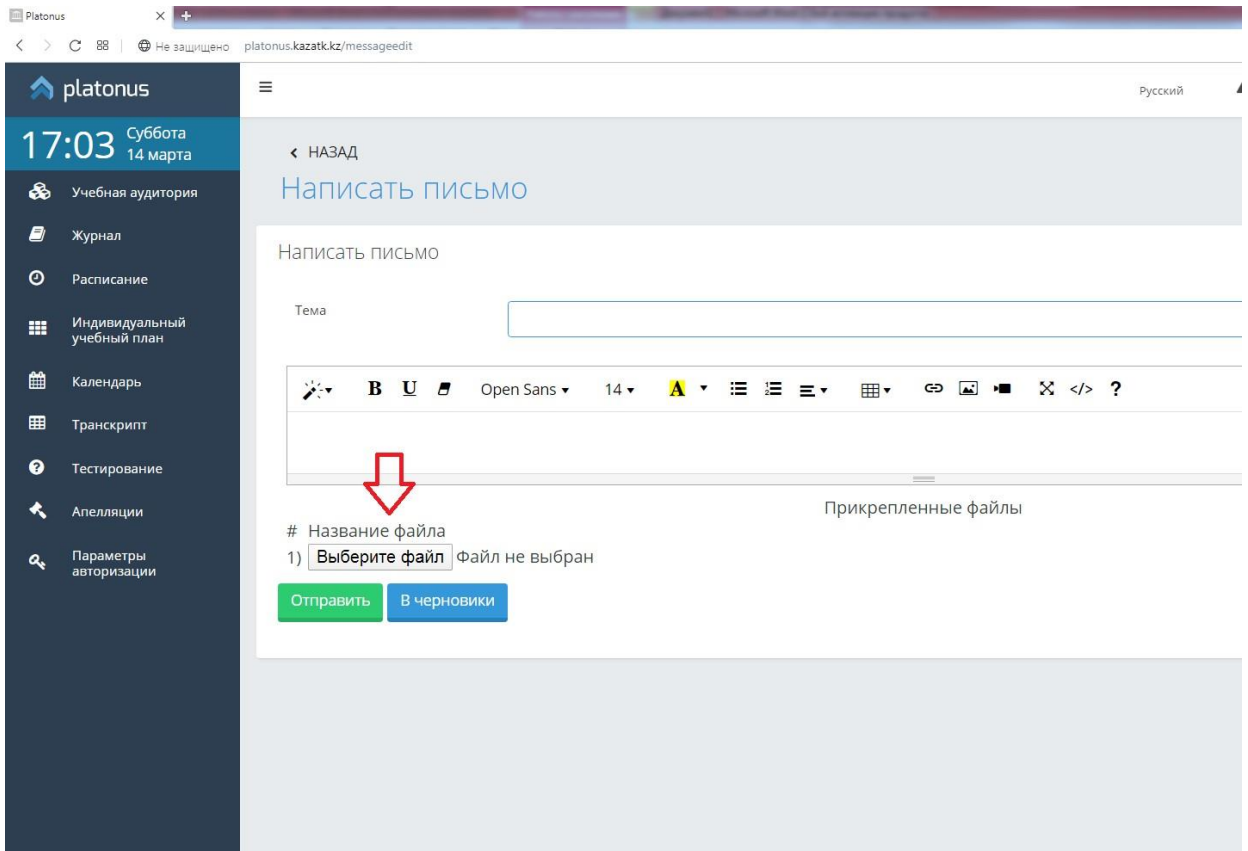 Platonus
Не защищено platonus.kazatk.kz/messageedit
platonus
Русский
17:03 Суббота
14 марта
Учебная аудитория
Журнал
Расписание
Индивидуальный
учебный план
Календарь
Транскрипт
Тестирование
Апелляции
Параметры
авторизации
НАЗАД
Написать письмо
Написать письмо
Тема
B U Open Sans 14 A </> ?
Прикрепленные файлы
# Название файла
1) Выберите файл Файл не выбран
Отправить В черновики